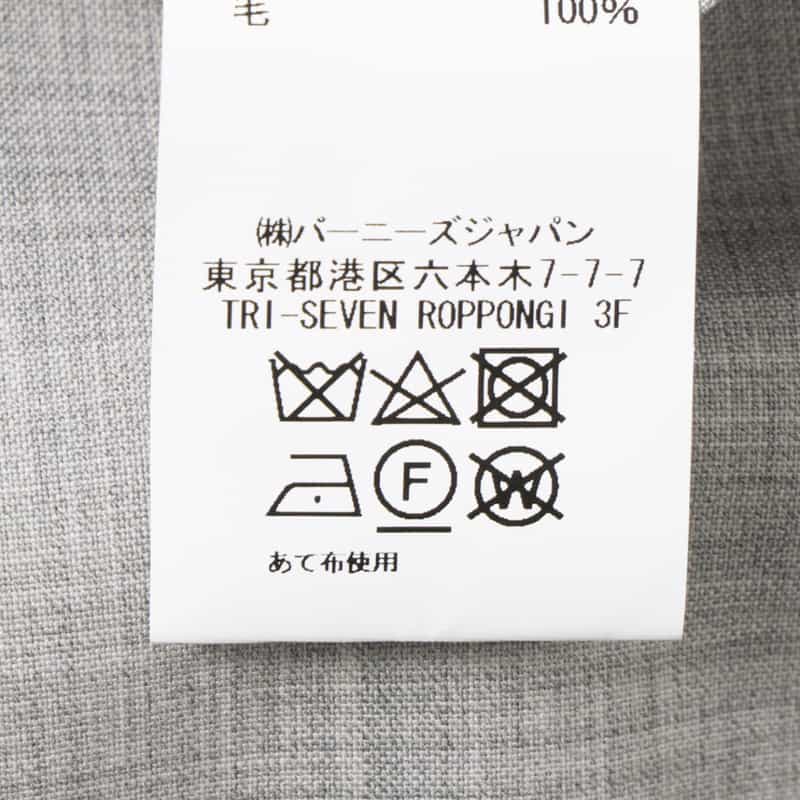 毛 100%
㈱バーニーズジャパン
東京都港区六本木7-7-7
TRI-SEVEN ROPPONGI 3F
F W
あて布使用